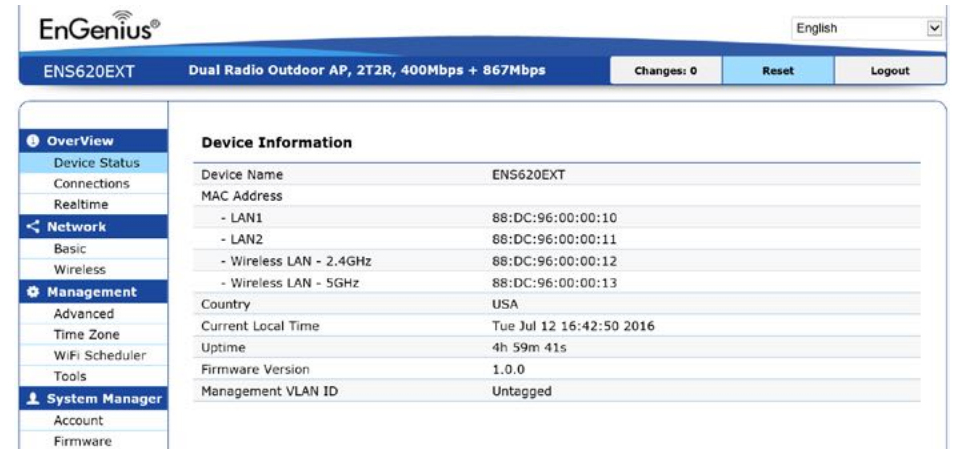 EnGenius®
English
ENS620EXT Dual Radio Outdoor AP, 2T2R, 400Mbps + 867Mbps Changes: 0 Reset Logout
OverView
Device Status
Connections
Realtime
Network
Basic
Wireless
Management
Advanced
Time Zone
WiFi Scheduler
Tools
System Manager
Account
Firmware
Device Information
Device Name ENS620EXT
MAC Address
- LAN1 88:DC:96:00:00:10
- LAN2 88:DC:96:00:00:11
- Wireless LAN - 2.4GHz 88:DC:96:00:00:12
- Wireless LAN - 5GHz 88:DC:96:00:00:13
Country USA
Current Local Time Tue Jul 12 16:42:50 2016
Uptime 4h 59m 41s
Firmware Version 1.0.0
Management VLAN ID Untagged